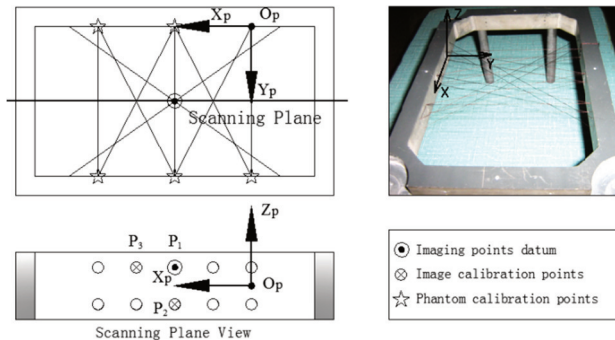 Xp
Op
Yp
Scanning Plane
Z
Y
X
Zp
P3
P1
Xp
Op
P2
Scanning Plane View
Imaging points datum
Image calibration points
Phantom calibration points